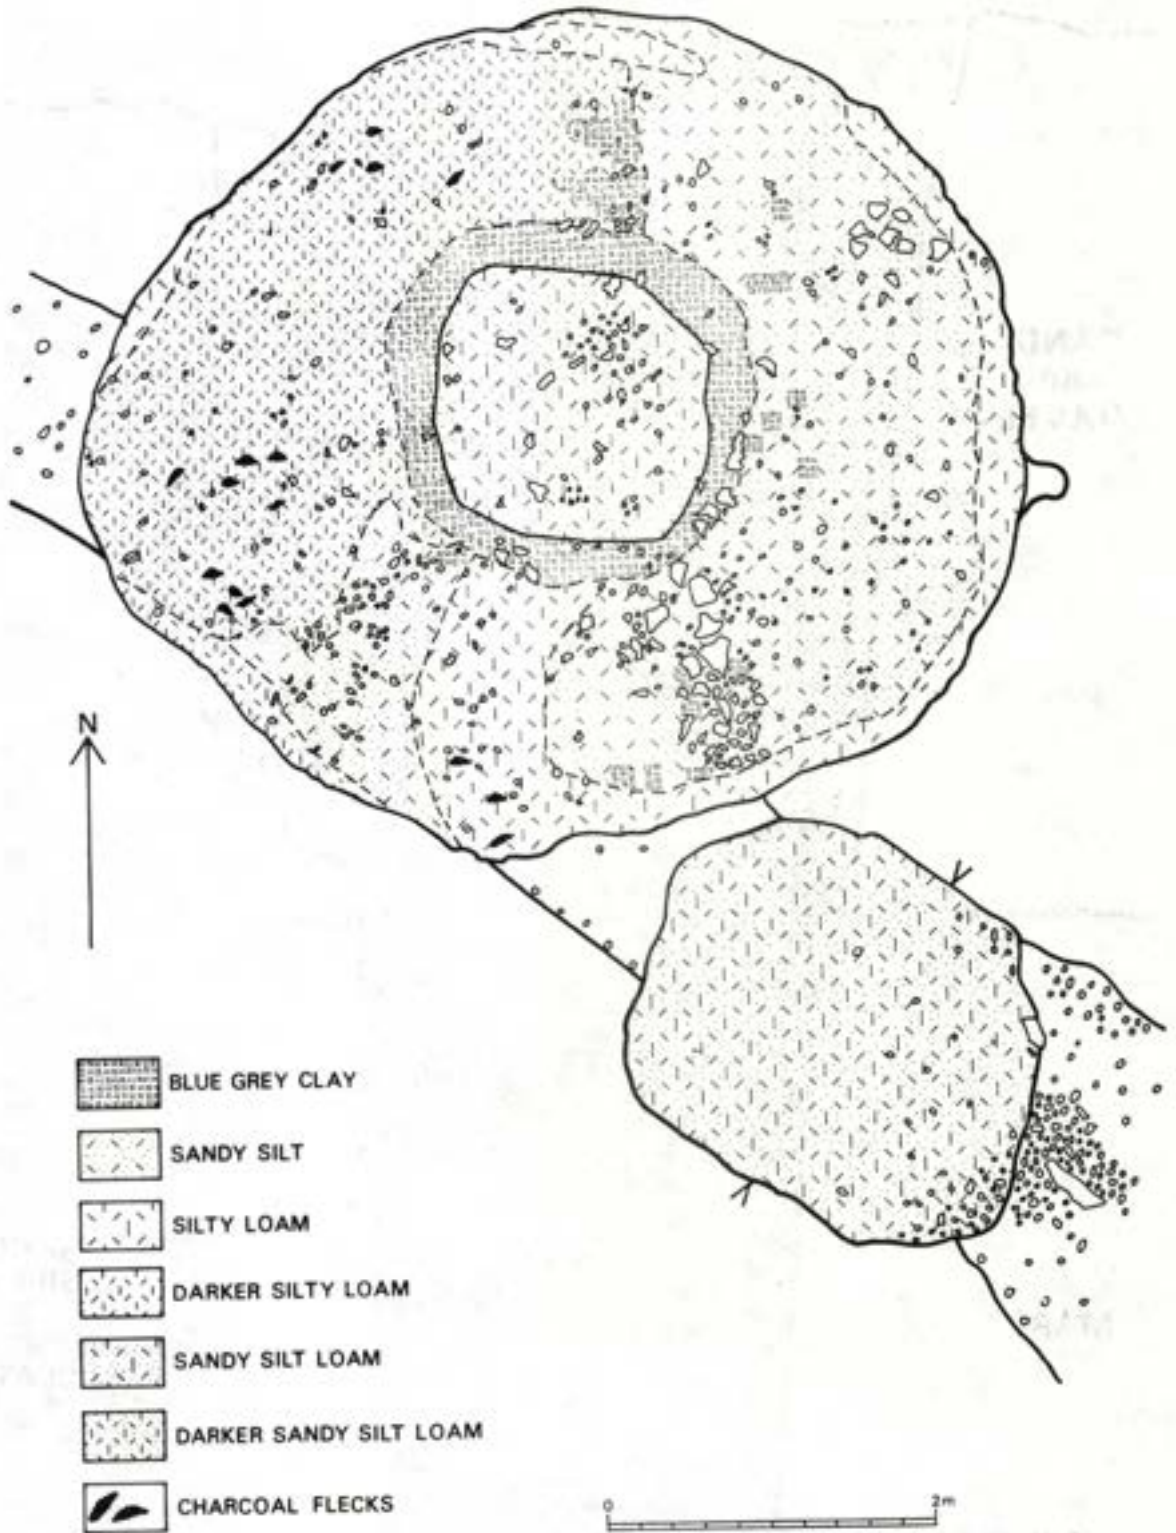 N
BLUE GREY CLAY
SANDY SILT
SILTY LOAM
DARKER SILTY LOAM
SANDY SILT LOAM
DARKER SANDY SILT LOAM
CHARCOAL FLECKS
0 2m